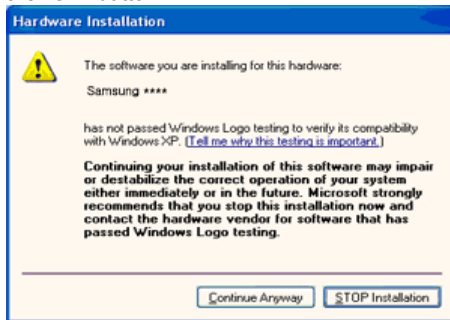 Hardware Installation
The software you are installing for this hardware:
Samsung ****
has not passed Windows Logo testing to verify its compatibility
with Windows XP. (Tell me why this testing is important.)
Continuing your installation of this software may impair
or destabilize the correct operation of your system
either immediately or in the future. Microsoft strongly
recommends that you stop this installation now and
contact the hardware vendor for software that has
passed Windows Logo testing.
Continue Anyway STOP Installation